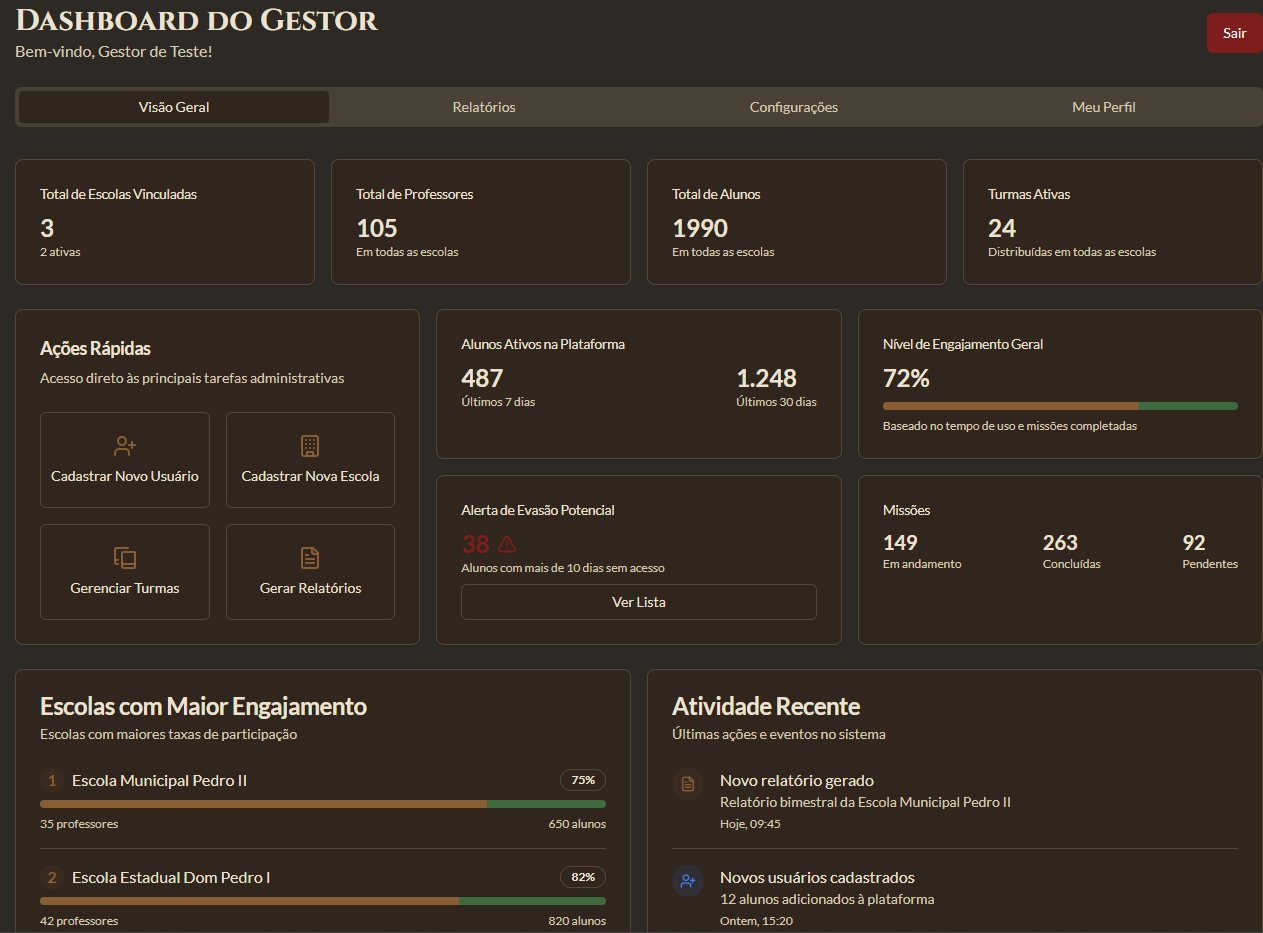 Dashboard do Gestor
Bem-vindo, Gestor de Teste!
Sair
Visão Geral
Relatórios
Configurações
Meu Perfil
Total de Escolas Vinculadas
3
2 ativas
Total de Professores
105
Em todas as escolas
Total de Alunos
1990
Em todas as escolas
Turmas Ativas
24
Distribuídas em todas as escolas
Ações Rápidas
Acesso direto às principais tarefas administrativas
Cadastrar Novo Usuário
Cadastrar Nova Escola
Gerenciar Turmas
Gerar Relatórios
Alunos Ativos na Plataforma
487
Últimos 7 dias
1.248
Últimos 30 dias
Nível de Engajamento Geral
72%
Baseado no tempo de uso e missões completadas
Alerta de Evasão Potencial
38
Alunos com mais de 10 dias sem acesso
Ver Lista
Missões
149
Em andamento
263
Concluídas
92
Pendentes
Escolas com Maior Engajamento
Escolas com maiores taxas de participação
1 Escola Municipal Pedro II 75%
35 professores 650 alunos
2 Escola Estadual Dom Pedro I 82%
42 professores 820 alunos
Atividade Recente
Últimas ações e eventos no sistema
Novo relatório gerado
Relatório bimestral da Escola Municipal Pedro II
Hoje, 09:45
Novos usuários cadastrados
12 alunos adicionados à plataforma
Ontem, 15:20